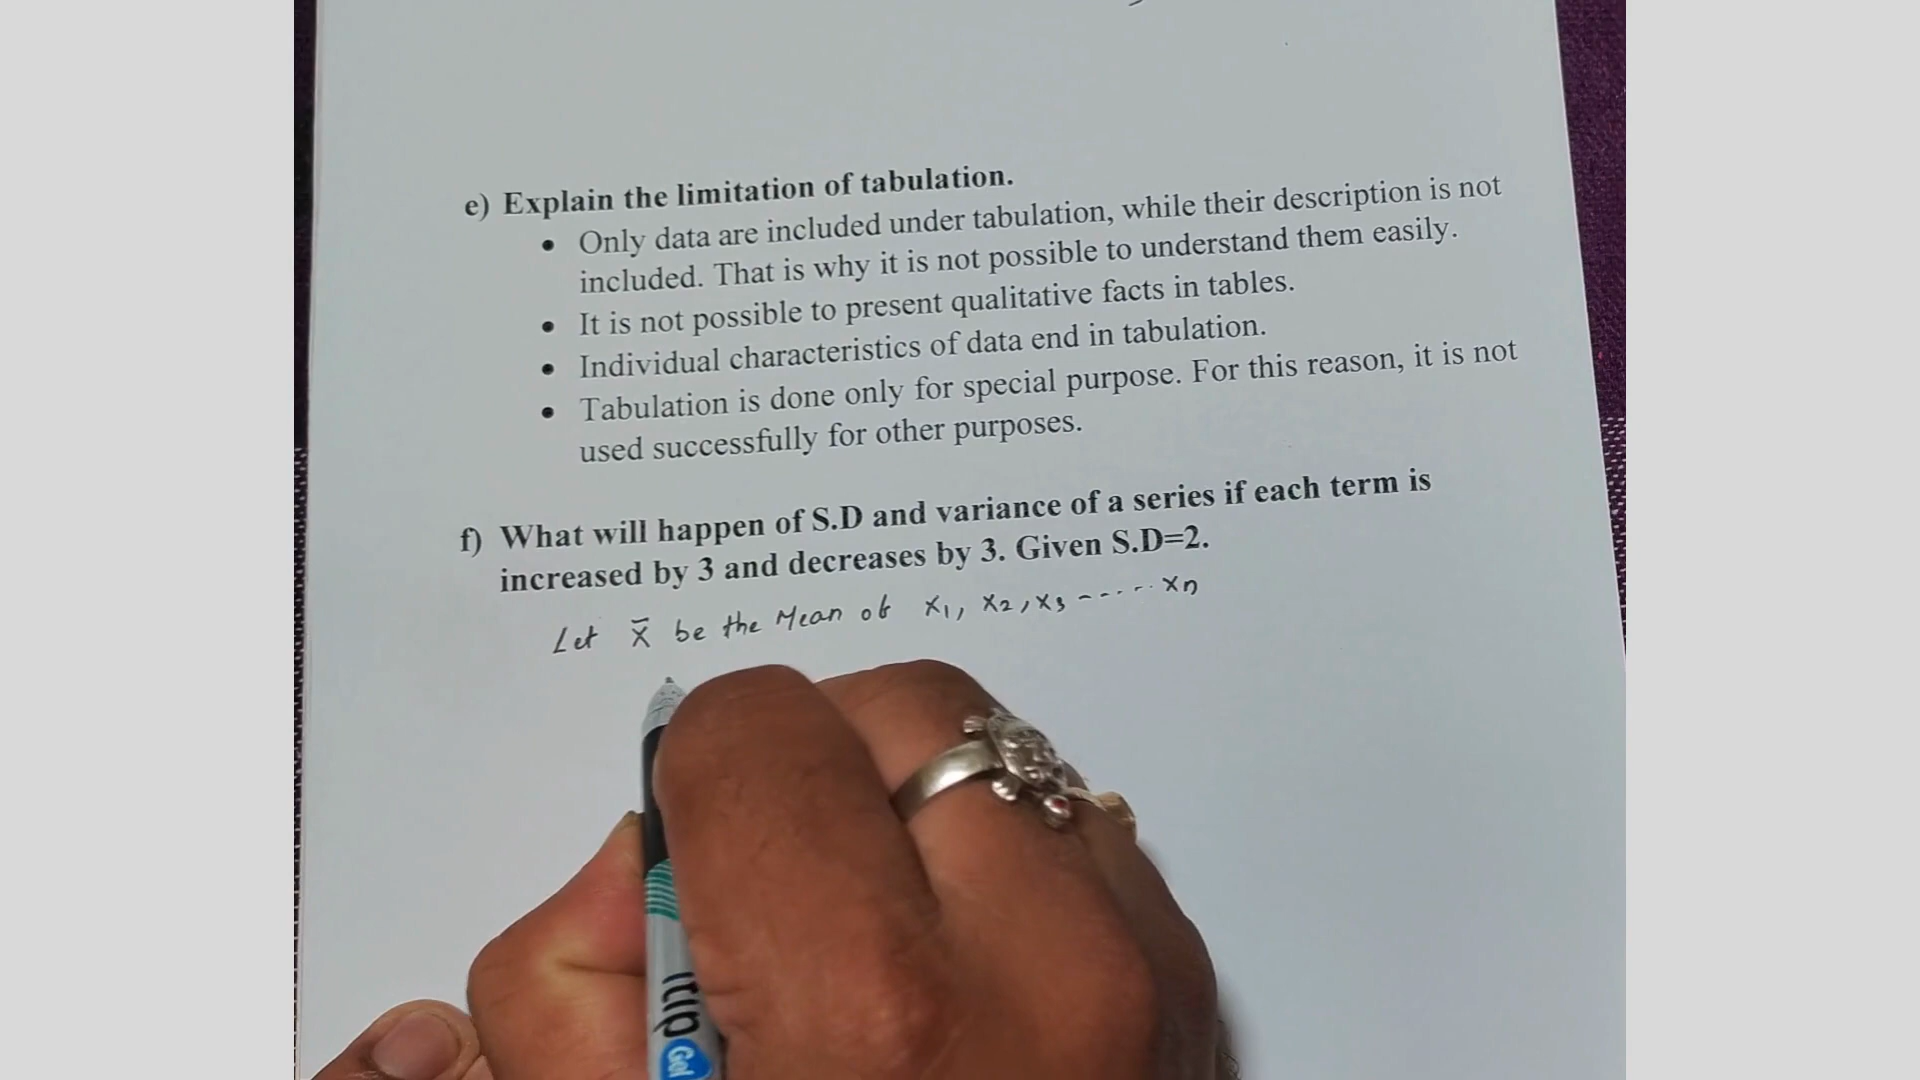 e) Explain the limitation of tabulation.
• Only data are included under tabulation, while their description is not
included. That is why it is not possible to understand them easily.
• It is not possible to present qualitative facts in tables.
• Individual characteristics of data end in tabulation.
• Tabulation is done only for special purpose. For this reason, it is not
used successfully for other purposes.
f) What will happen of S.D and variance of a series if each term is
increased by 3 and decreases by 3. Given S.D=2.
Let x̄ be the Mean of x₁, x₂, x₃ ------ xn
Gel